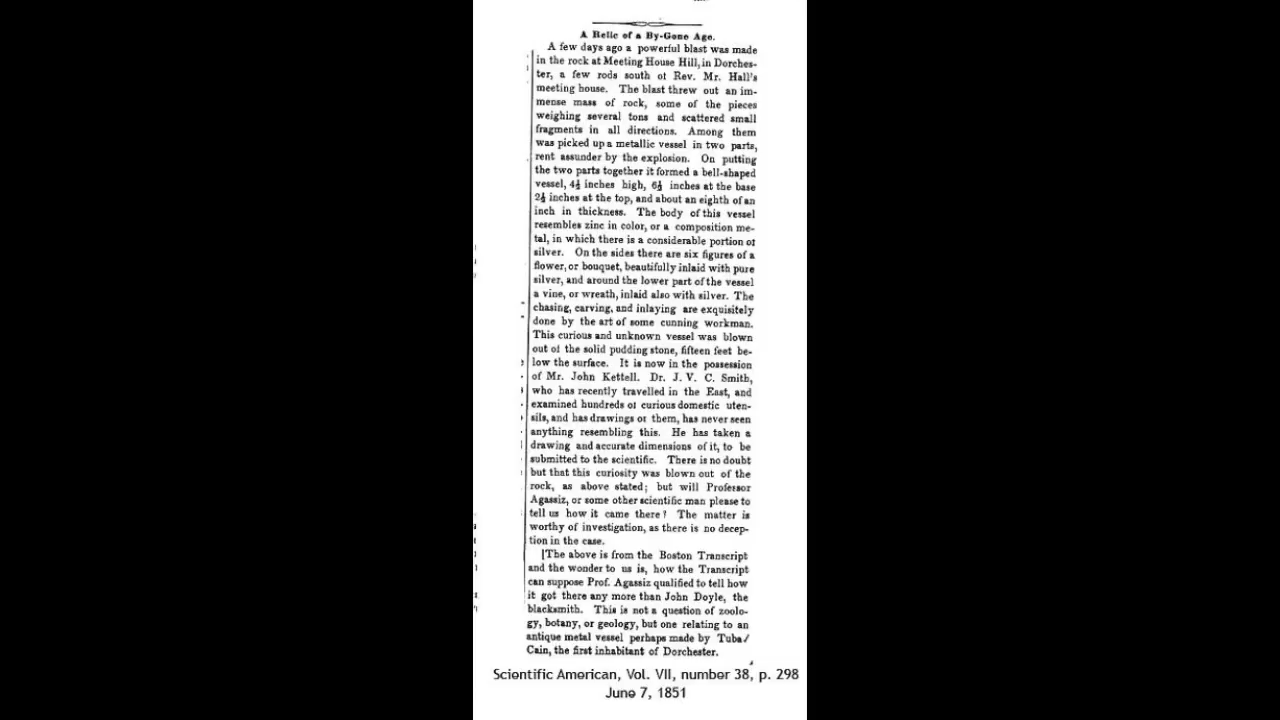 A Relic of a By-Gone Age.
A few days ago a powerful blast was made
in the rock at Meeting House Hill, in Dorches-
ter, a few rods south of Rev. Mr. Hall's
meeting house. The blast threw out an im-
mense mass of rock, some of the pieces
weighing several tons and scattered small
fragments in all directions. Among them
was picked up a metallic vessel in two parts,
rent assunder by the explosion. On putting
the two parts together it formed a bell-shaped
vessel, 4½ inches high, 6½ inches at the base
2½ inches at the top, and about an eighth of an
inch in thickness. The body of this vessel
resembles zinc in color, or a composition me-
tal, in which there is a considerable portion of
silver. On the sides there are six figures of a
flower, or bouquet, beautifully inlaid with pure
silver, and around the lower part of the vessel
a vine, or wreath, inlaid also with silver. The
chasing, carving, and inlaying are exquisitely
done by the art of some cunning workman.
This curious and unknown vessel was blown
out of the solid pudding stone, fifteen feet be-
low the surface. It is now in the possession
of Mr. John Kettell. Dr. J. V. C. Smith,
who has recently travelled in the East, and
examined hundreds of curious domestic uten-
sils, and has drawings of them, has never seen
anything resembling this. He has taken a
drawing and accurate dimensions of it, to be
submitted to the scientific. There is no doubt
but that this curiosity was blown out of the
rock, as above stated; but will Professor
Agassiz, or some other scientific man please to
tell us how it came there? The matter is
worthy of investigation, as there is no decep-
tion in the case.
[The above is from the Boston Transcript
and the wonder to us is, how the Transcript
can suppose Prof. Agassiz qualified to tell how
it got there any more than John Doyle, the
blacksmith. This is not a question of zoolo-
gy, botany, or geology, but one relating to an
antique metal vessel perhaps made by Tubal
Cain, the first inhabitant of Dorchester.
Scientific American, Vol. VII, number 38, p. 298
June 7, 1851